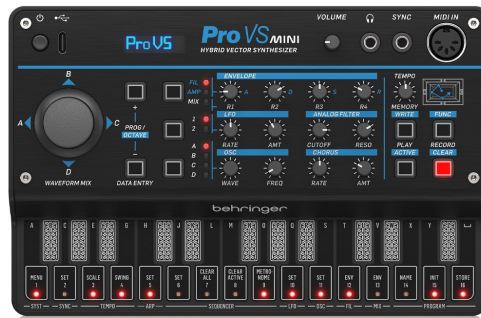 Pro VS
Pro VS MINI
HYBRID VECTOR SYNTHESIZER
VOLUME
SYNC
MIDI IN
B
A
C
D
WAVEFORM MIX
+
PROG/
OCTAVE
−
DATA ENTRY
FIL
AMP
MIX
1
2
A
B
C
D
ENVELOPE
A
D
S
R
R1
R2
R3
R4
LFO
ANALOG FILTER
RATE
AMT
CUTOFF
RESO
OSC
CHORUS
WAVE
FREQ
RATE
AMT
TEMPO
MEMORY
WRITE
FUNC
PLAY
RECORD
ACTIVE
CLEAR
behringer
A C E G H J L M O Q S T V X Y
MENU 1
SET 2
SCALE 3
SWING 4
SET 5
SET 6
CLEAR ALL 7
CLEAR ACTIVE 8
METRO-NOME 9
SET 10
SET 11
ENV 12
ENV 13
NAME 14
INIT 15
STORE 16
SYST
SYNC
TEMPO
ARP
SEQUENCER
LFO
OSC
FIL
MIX
PROGRAM